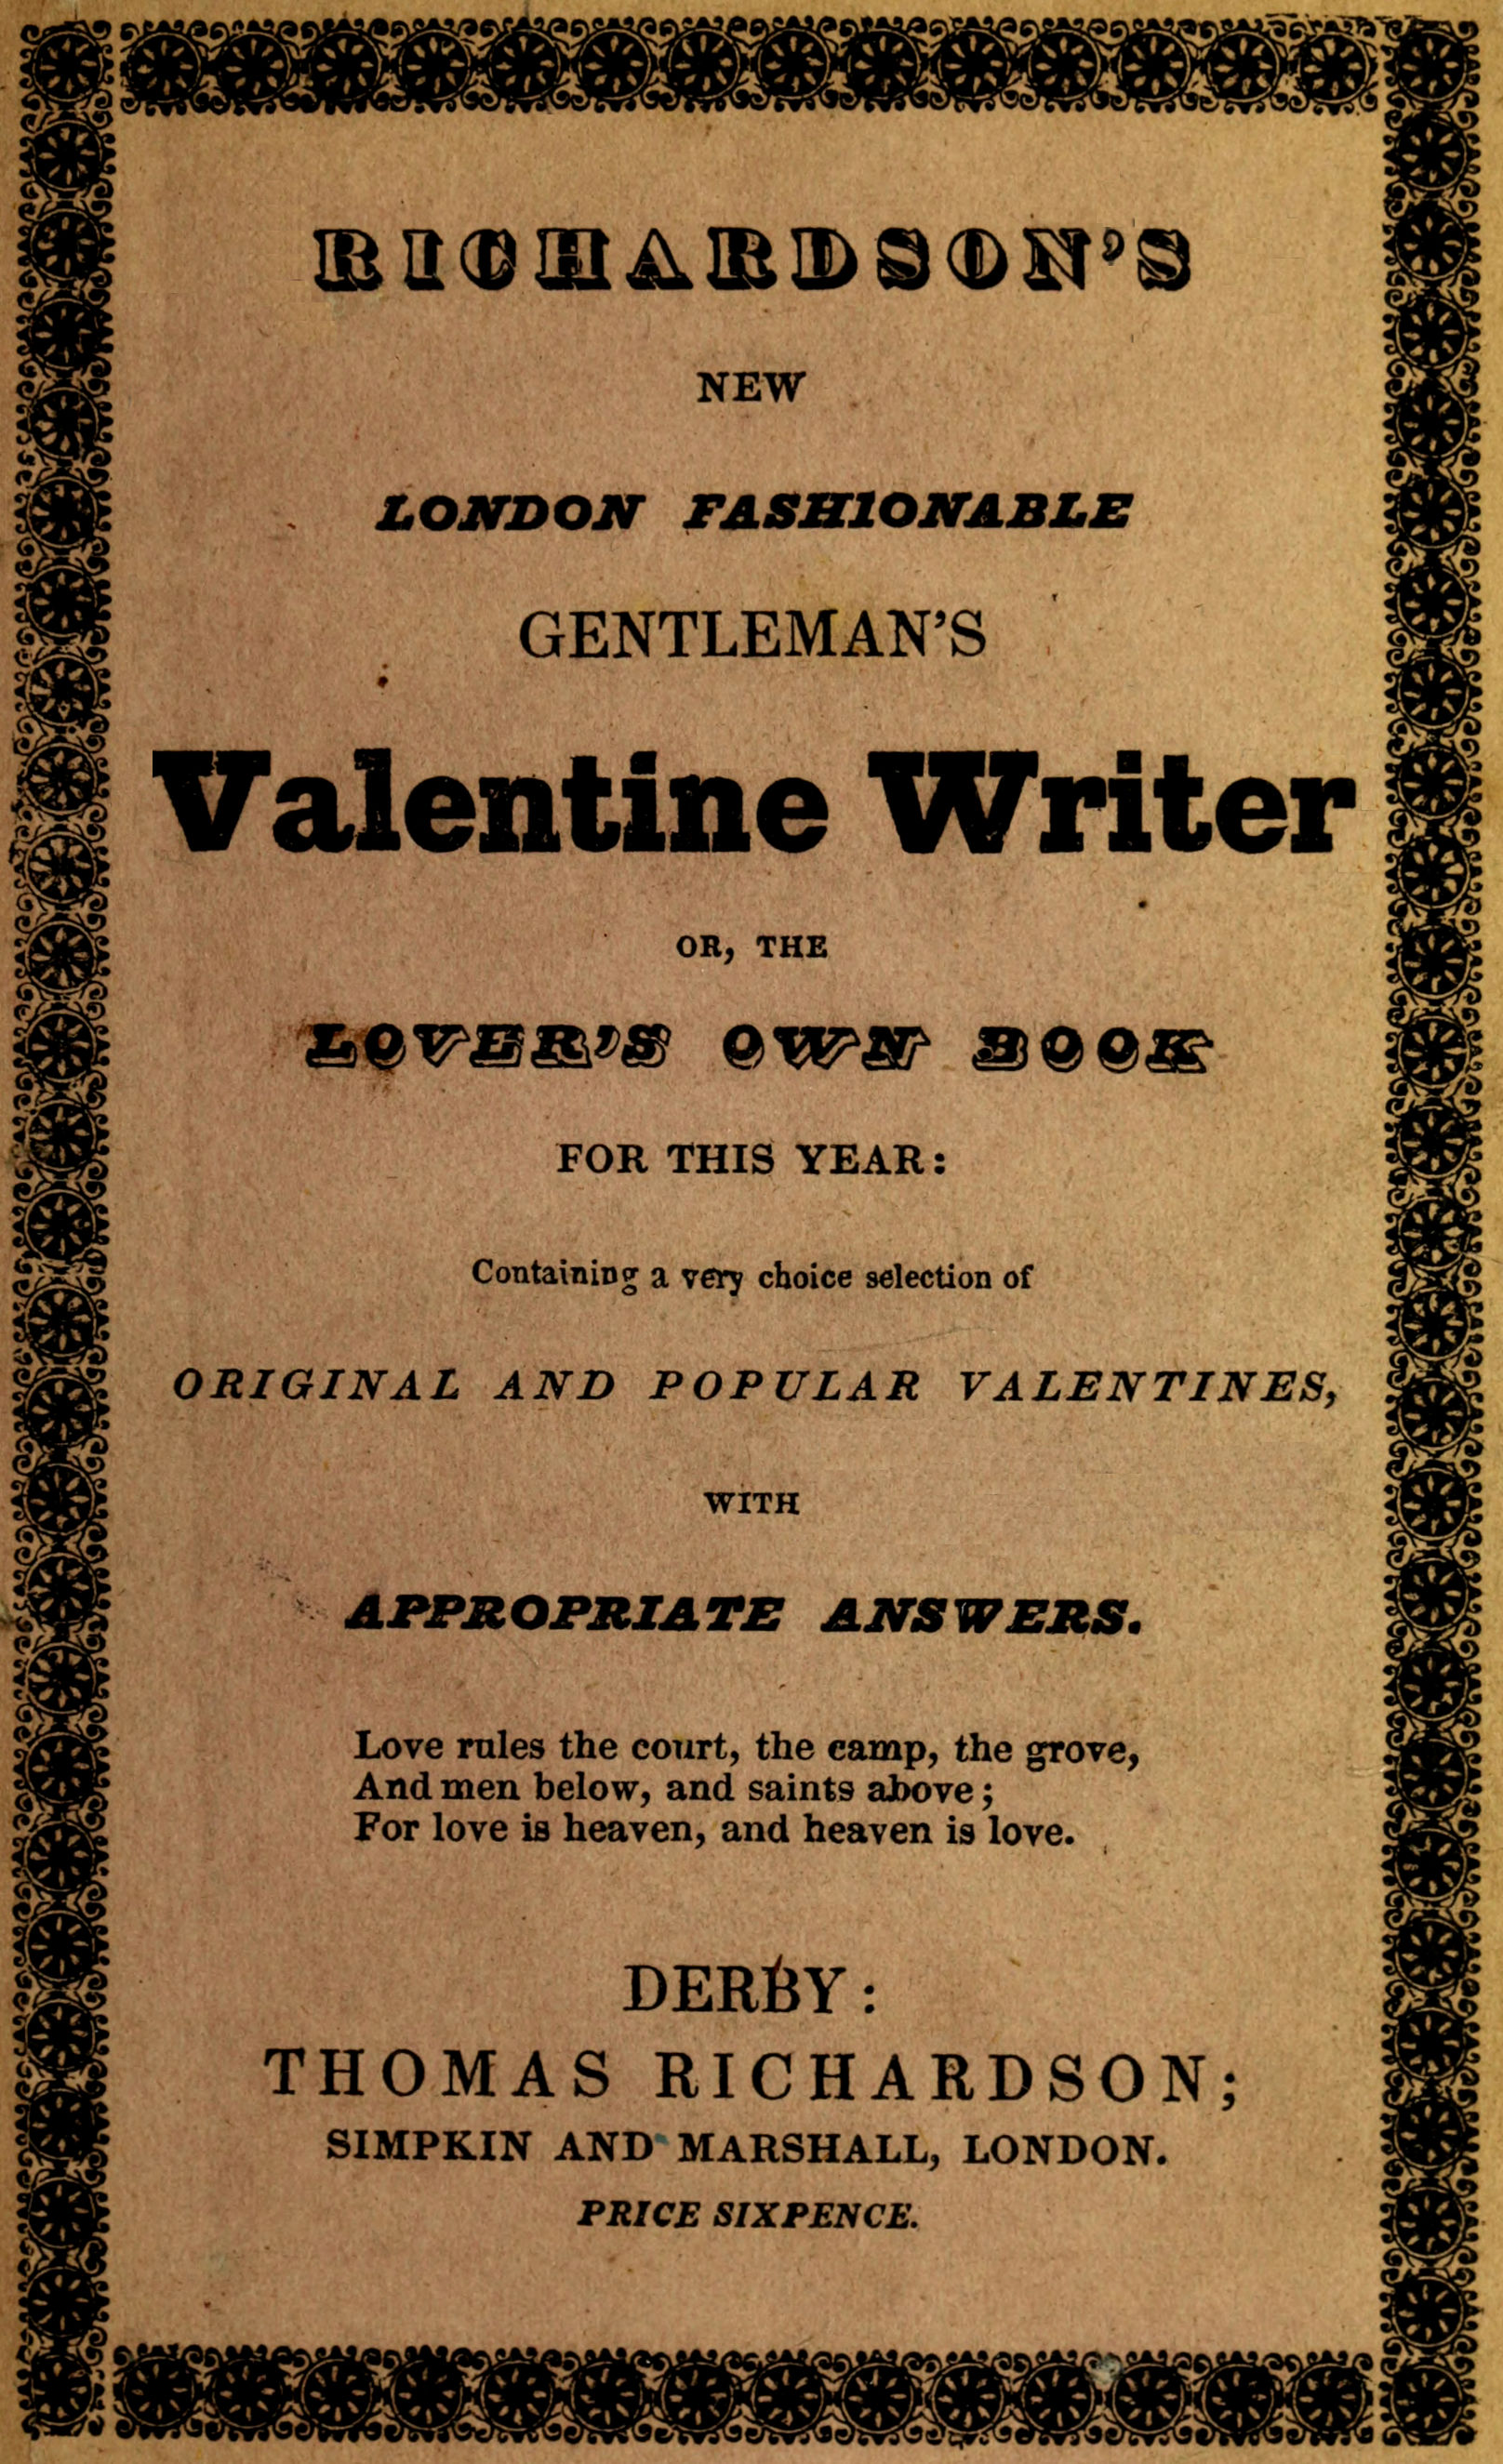 RICHARDSON'S
NEW
LONDON FASHIONABLE
GENTLEMAN'S
Valentine Writer
OR, THE
LOVER'S OWN BOOK
FOR THIS YEAR:
Containing a very choice selection of
ORIGINAL AND POPULAR VALENTINES,
WITH
APPROPRIATE ANSWERS.
Love rules the court, the camp, the grove,
And men below, and saints above;
For love is heaven, and heaven is love.
DERBY:
THOMAS RICHARDSON;
SIMPKIN AND MARSHALL, LONDON.
PRICE SIXPENCE.